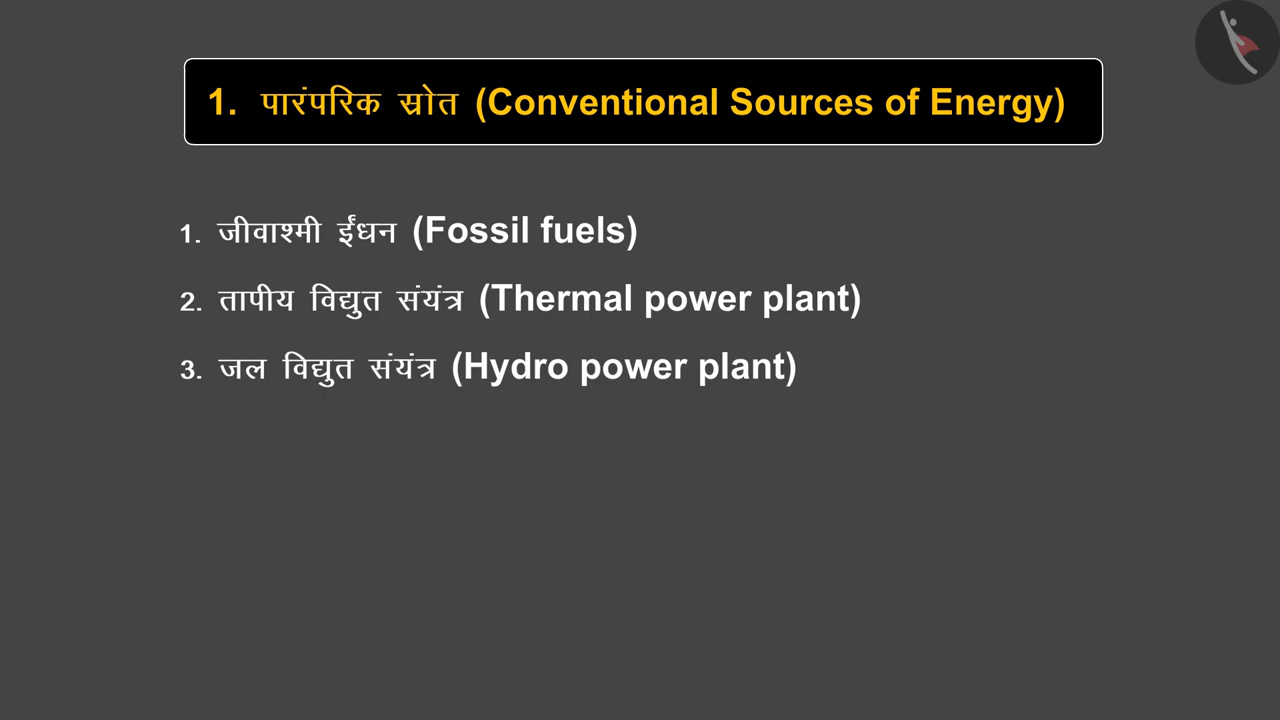 1. पारंपरिक स्रोत (Conventional Sources of Energy)
1. जीवाश्मी ईंधन (Fossil fuels)
2. तापीय विद्युत संयंत्र (Thermal power plant)
3. जल विद्युत संयंत्र (Hydro power plant)